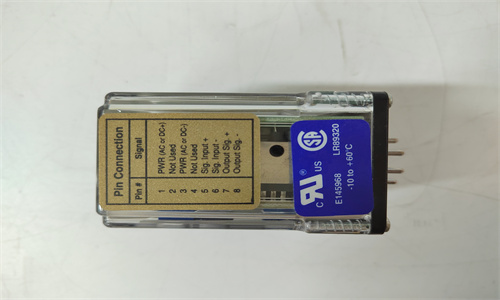 Pin Connection
Pin # Signal
1 PWR (AC or DC+)
2 Not Used
3 PWR (AC or DC-)
4 Not Used
5 Sig. Input +
6 Sig. Input -
7 Output Sig. +
8 Output Sig. -
SA LR89320
C UR US
E145968 -10 to +60°C